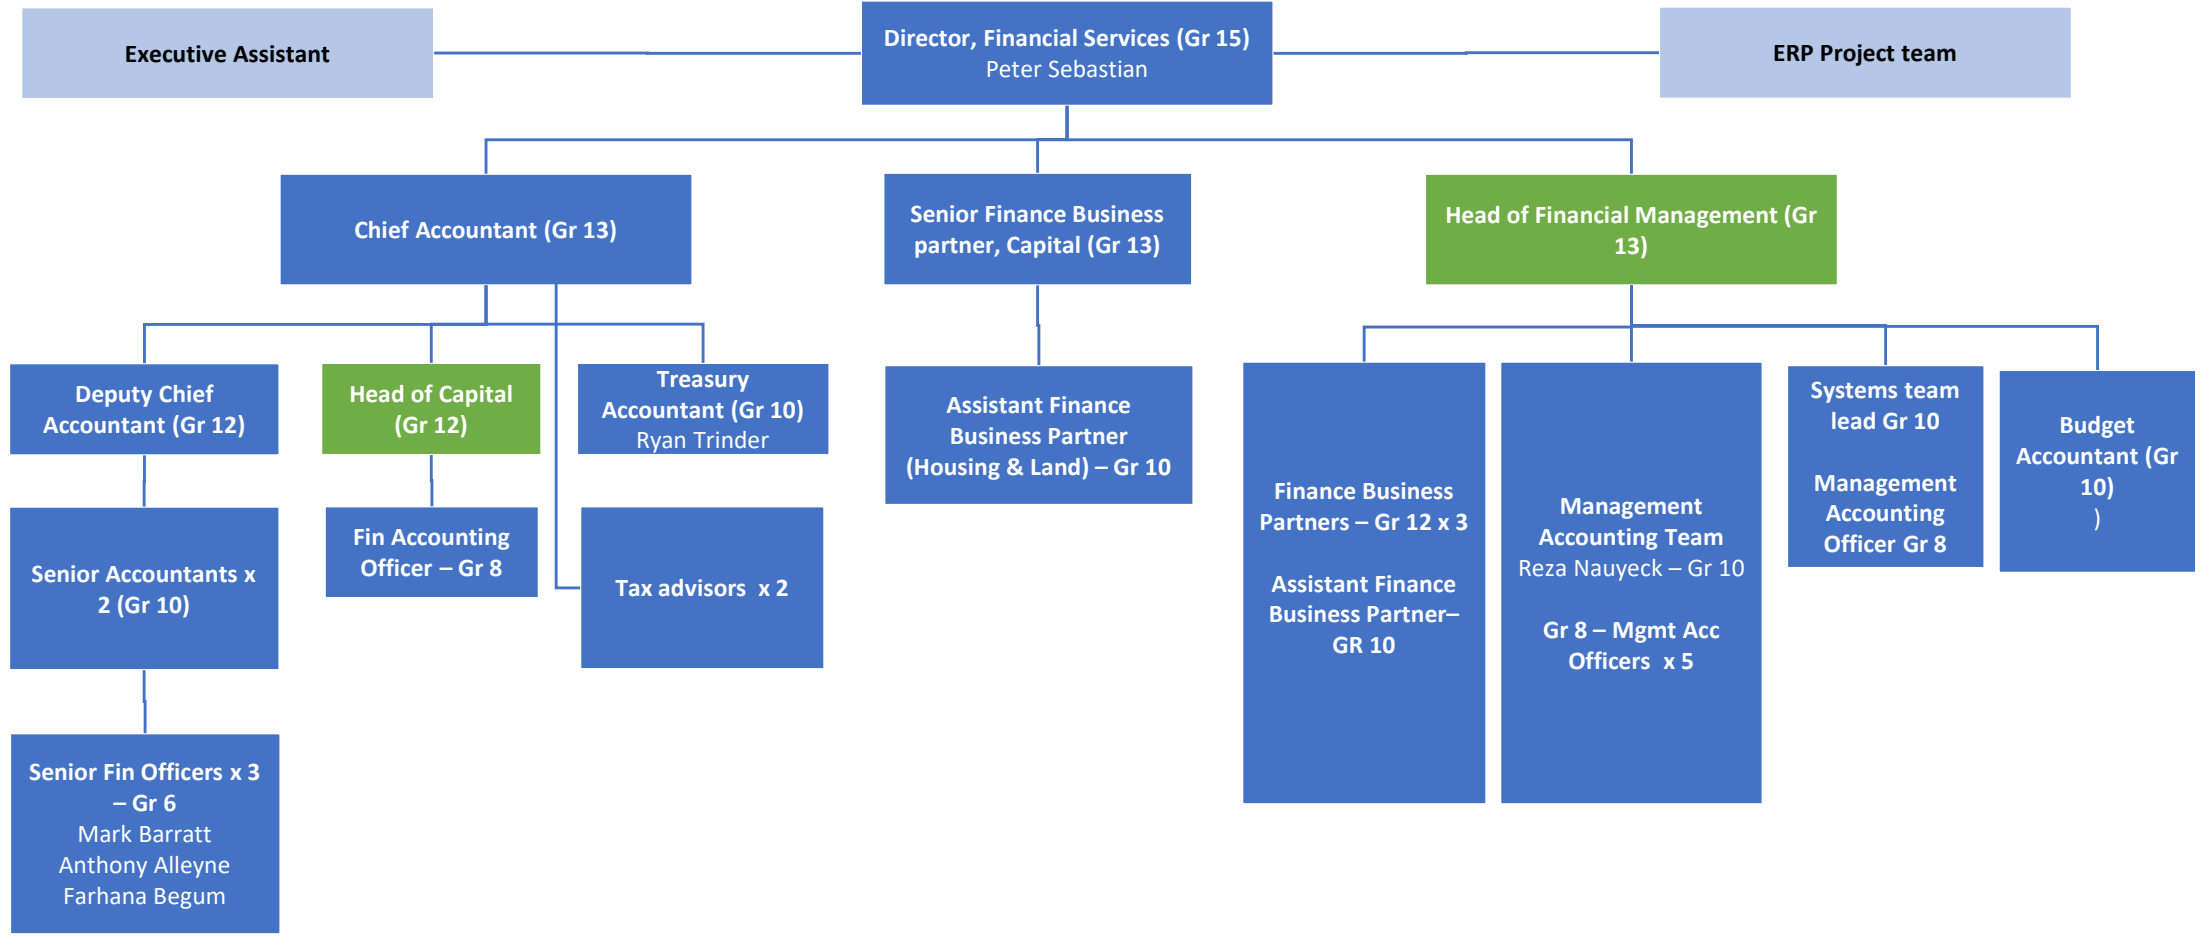 Executive Assistant
Director, Financial Services (Gr 15)
Peter Sebastian
ERP Project team
Chief Accountant (Gr 13)
Senior Finance Business
partner, Capital (Gr 13)
Head of Financial Management (Gr
13)
Deputy Chief
Accountant (Gr 12)
Head of Capital
(Gr 12)
Treasury
Accountant (Gr 10)
Ryan Trinder
Assistant Finance
Business Partner
(Housing & Land) – Gr 10
Finance Business
Partners – Gr 12 x 3
Assistant Finance
Business Partner–
GR 10
Management
Accounting Team
Reza Nauyeck – Gr 10
Gr 8 – Mgmt Acc
Officers  x 5
Systems team
lead Gr 10
Management
Accounting
Officer Gr 8
Budget
Accountant (Gr
10)
)
Senior Accountants x
2 (Gr 10)
Fin Accounting
Officer – Gr 8
Tax advisors  x 2
Senior Fin Officers x 3
– Gr 6
Mark Barratt
Anthony Alleyne
Farhana Begum